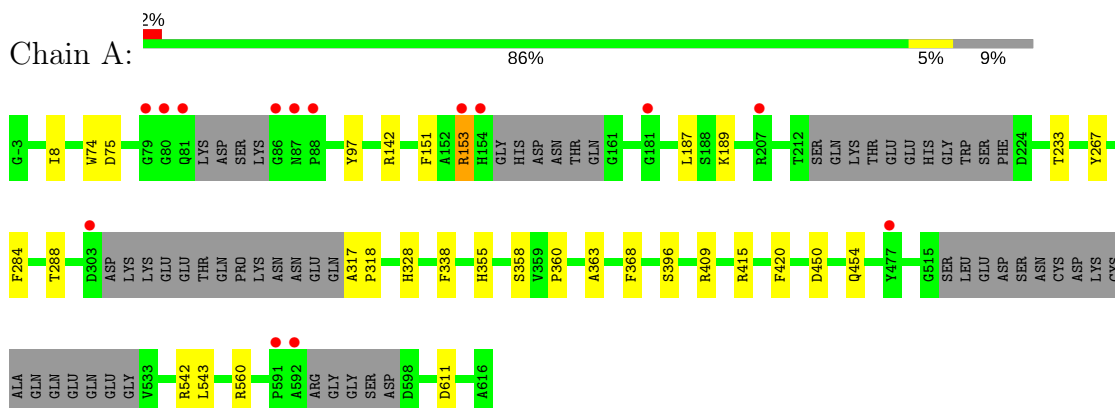 2%
Chain A:
86% 5% 9%
G-3 I8 W74 D75 G79 G80 Q81 LYS ASP SER LYS G86 N87 P88 Y97 R142 F151 A152 R153 H154 GLY HIS ASP ASN THR GLN G161 G181 L187 S188 K189 R207 T212 SER GLN LYS THR GLU GLU HIS GLY TRP SER PHE D224 T233 Y267
F284 T288 D303 ASP LYS LYS GLU GLU THR GLN PRO LYS ASN ASN GLU GLN A317 P318 H328 F338 H355 S358 V359 P360 A363 F368 S396 R409 R415 F420 D450 Q454 Y477 G515 SER LEU GLU ASP SER ASN CYS ASP LYS CYS
ALA GLN GLN GLU GLN GLU GLY V533 R542 L543 R560 P591 A592 ARG GLY GLY SER ASP D598 D611 A616